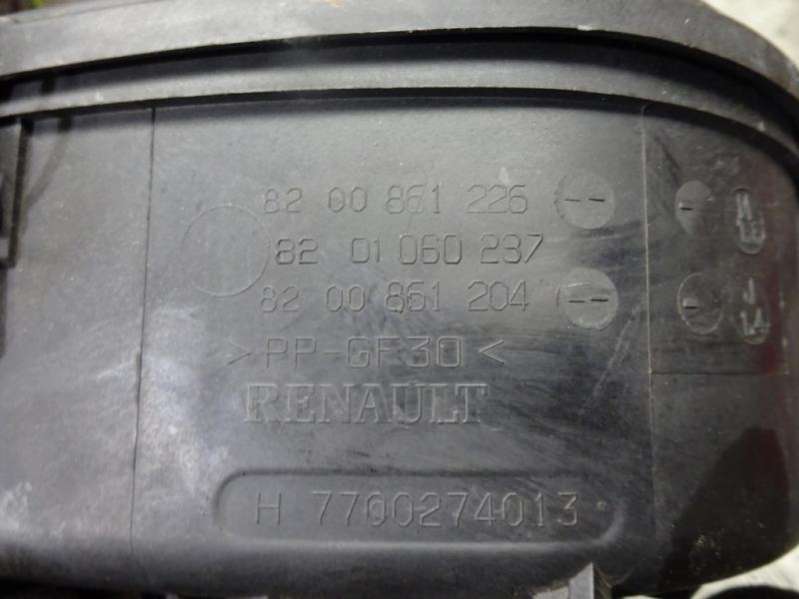 82 00 861 226 --
82 01 060 237
82 00 861 204 --
>PP-GF30<
RENAULT
H 7700274013